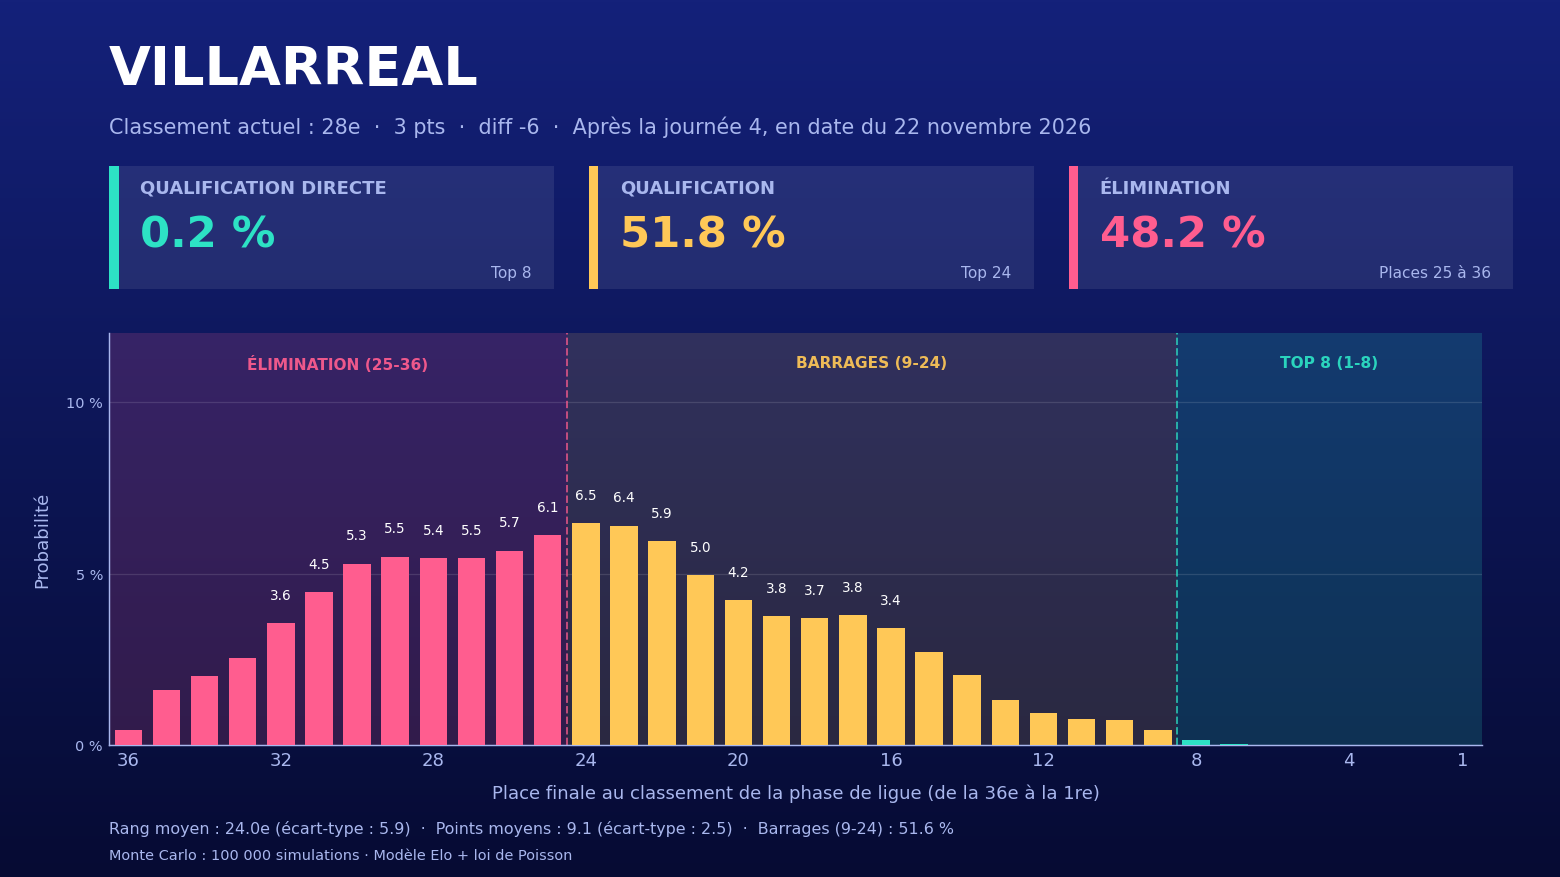 VILLARREAL
Classement actuel : 28e · 3 pts · diff -6 · Après la journée 4, en date du 22 novembre 2026
QUALIFICATION DIRECTE
0.2 %
Top 8
QUALIFICATION
51.8 %
Top 24
ÉLIMINATION
48.2 %
Places 25 à 36
ÉLIMINATION (25-36)
BARRAGES (9-24)
TOP 8 (1-8)
Probabilité
10 %
5 %
0 %
3.6
4.5
5.3
5.5
5.4
5.5
5.7
6.1
6.5
6.4
5.9
5.0
4.2
3.8
3.7
3.8
3.4
36 32 28 24 20 16 12 8 4 1
Place finale au classement de la phase de ligue (de la 36e à la 1re)
Rang moyen : 24.0e (écart-type : 5.9) · Points moyens : 9.1 (écart-type : 2.5) · Barrages (9-24) : 51.6 %
Monte Carlo : 100 000 simulations · Modèle Elo + loi de Poisson